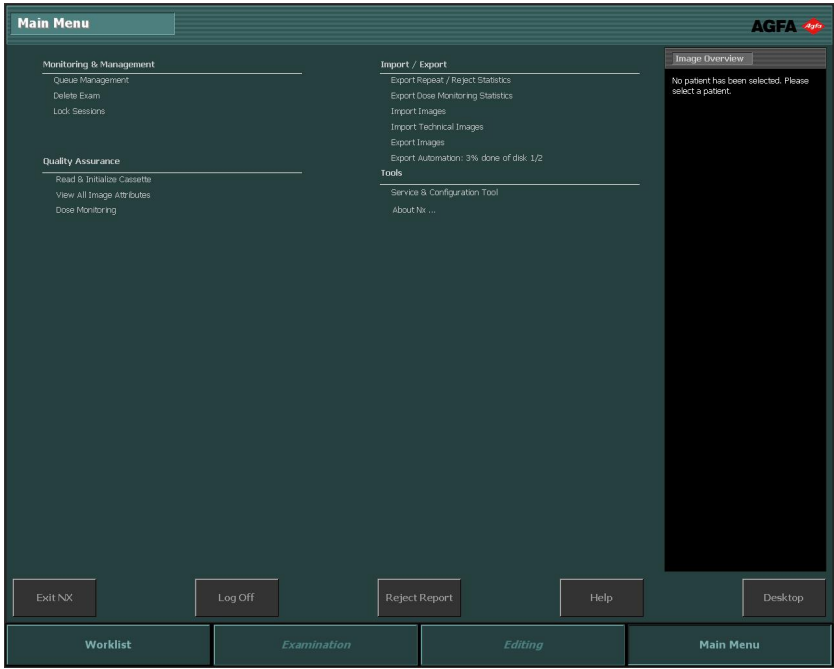 Main Menu
AGFA
Agfa
Monitoring & Management
Queue Management
Delete Exam
Lock Sessions
Quality Assurance
Read & Initialize Cassette
View All Image Attributes
Dose Monitoring
Import / Export
Export Repeat / Reject Statistics
Export Dose Monitoring Statistics
Import Images
Import Technical Images
Export Images
Export Automation: 3% done of disk 1/2
Tools
Service & Configuration Tool
About Nx ...
Image Overview
No patient has been selected. Please
select a patient.
Exit NX
Log Off
Reject Report
Help
Desktop
Worklist
Examination
Editing
Main Menu